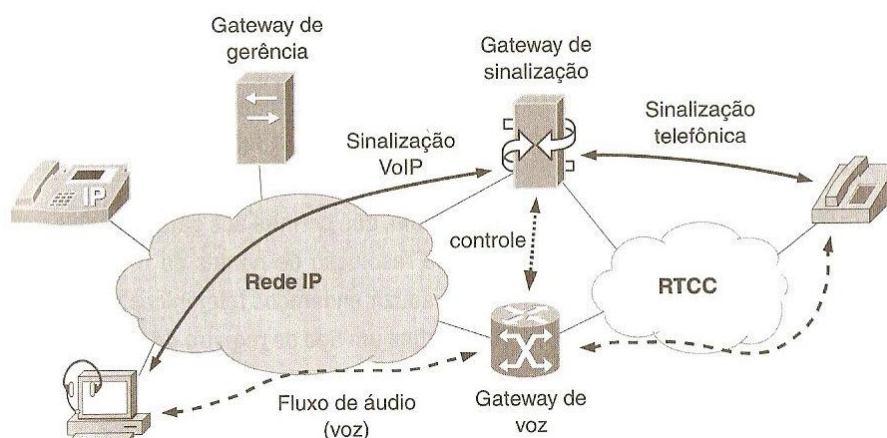 Gateway de
gerência
Gateway de
sinalização
Sinalização
telefônica
Sinalização
VoIP
IP
controle
Rede IP
RTCC
Fluxo de áudio
(voz)
Gateway de
voz